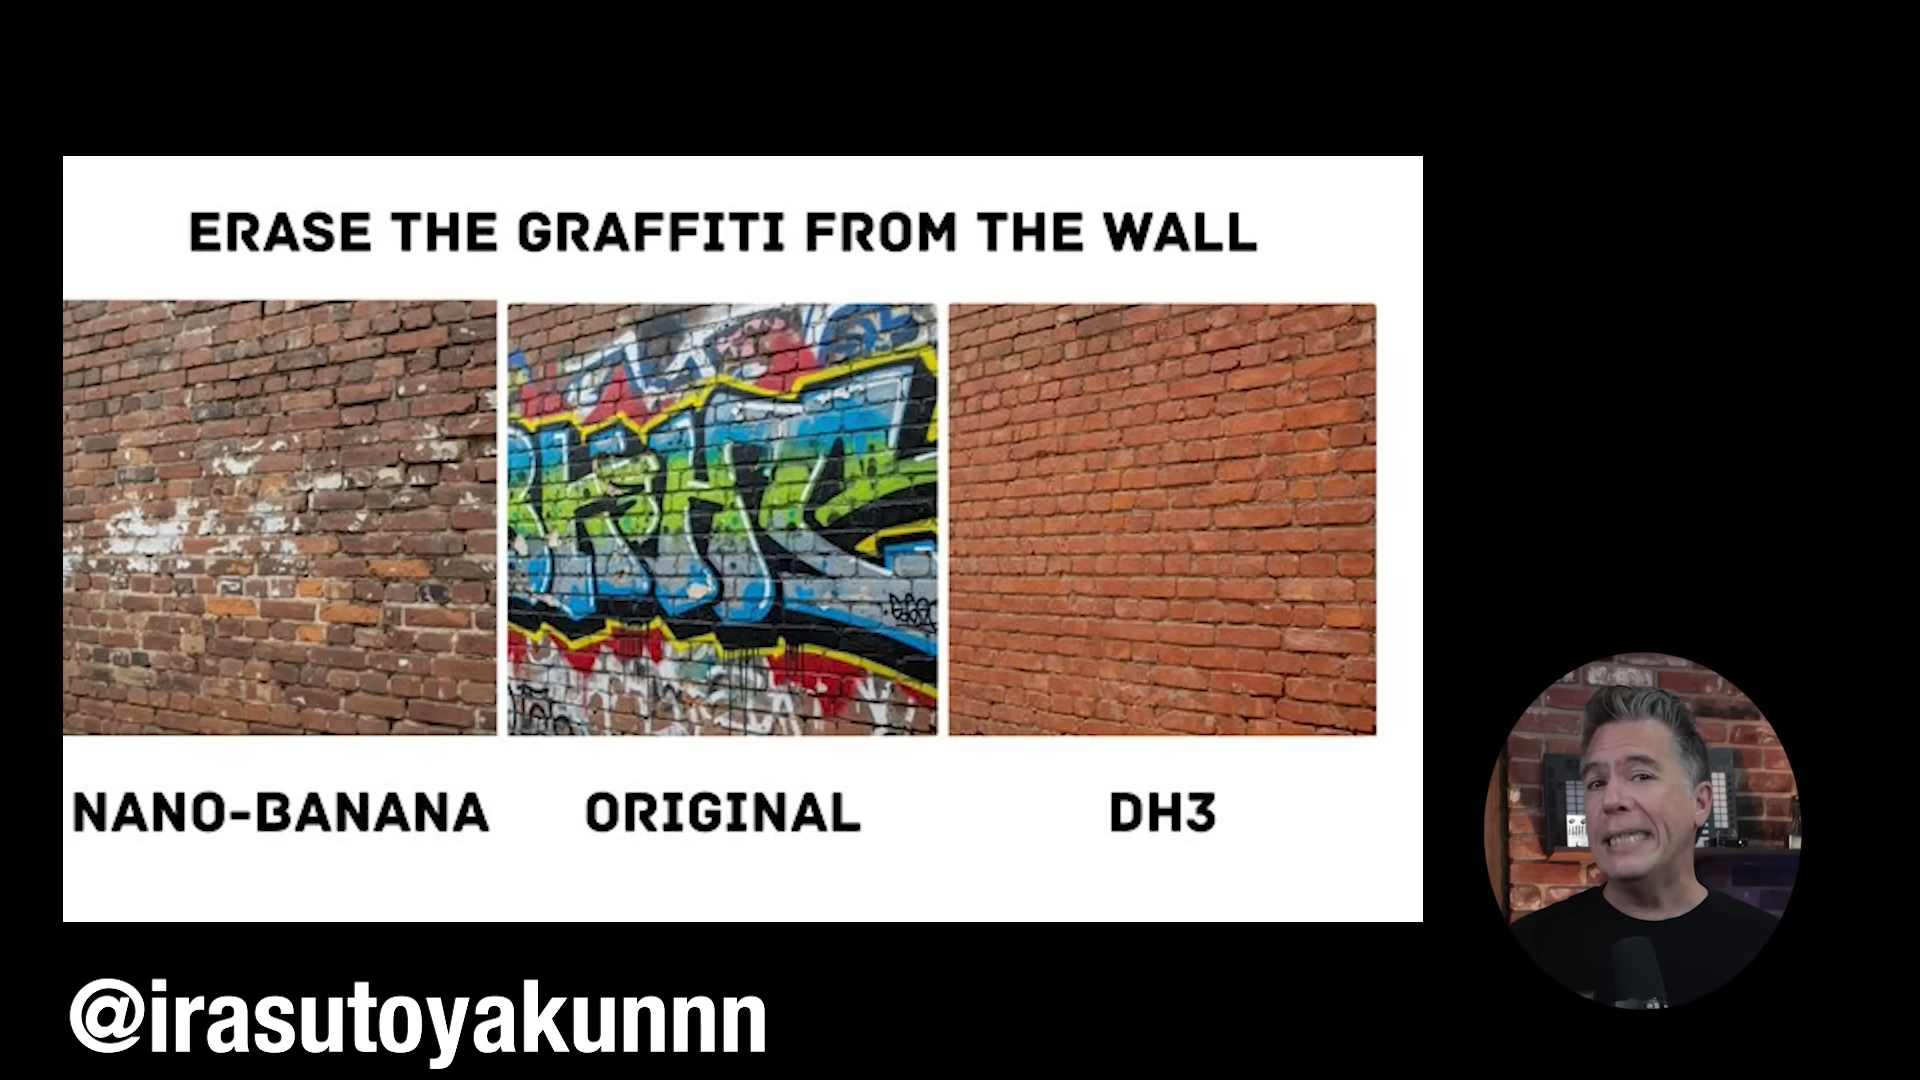 ERASE THE GRAFFITI FROM THE WALL
NANO-BANANA
ORIGINAL
DH3
@irasutoyakunnn